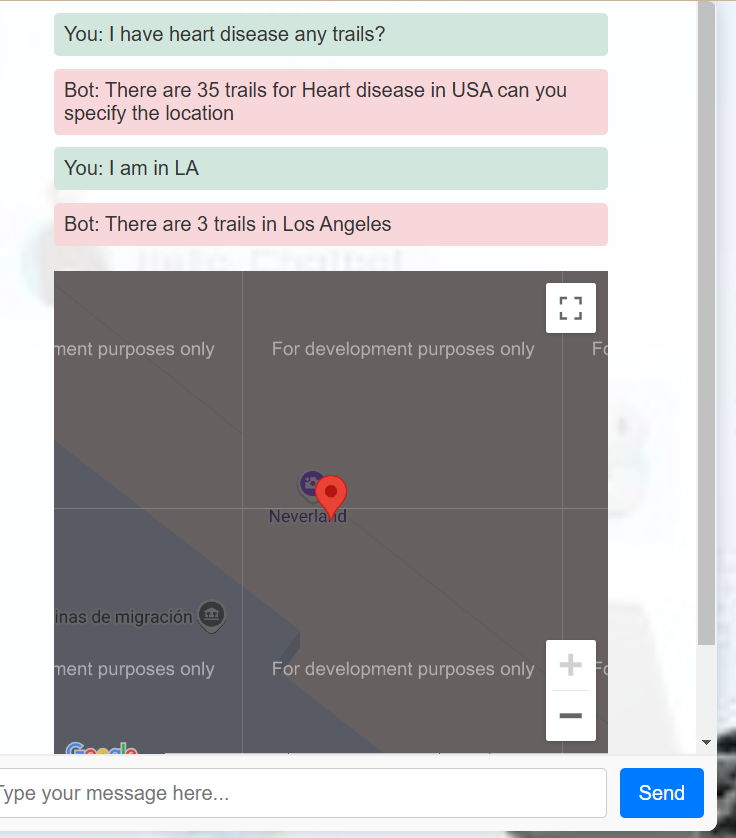 You: I have heart disease any trails?
Bot: There are 35 trails for Heart disease in USA can you
specify the location
You: I am in LA
Bot: There are 3 trails in Los Angeles
ment purposes only
For development purposes only
Fo
Neverland
inas de migración
ment purposes only
For development purposes only
Fo
Google
Type your message here...
Send